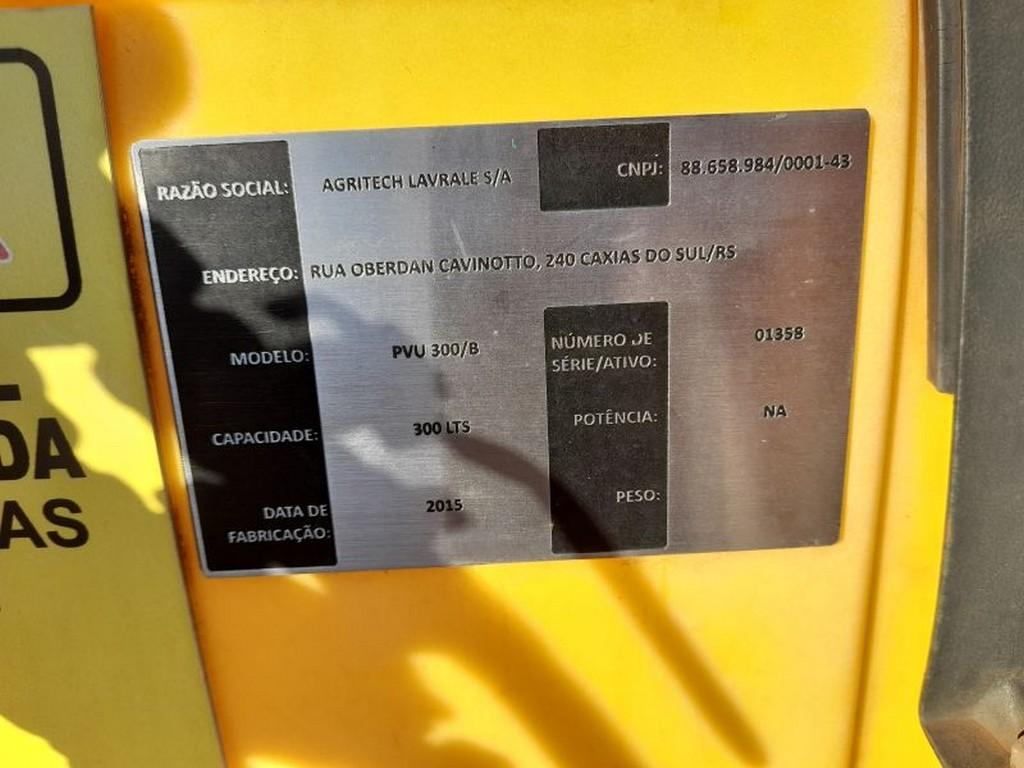 RAZÃO SOCIAL: AGRITECH LAVRALE S/A CNPJ: 88.658.984/0001-43
ENDEREÇO: RUA OBERDAN CAVINOTTO, 240 CAXIAS DO SUL/RS
MODELO: PVU 300/B NÚMERO DE SÉRIE/ATIVO: 01358
CAPACIDADE: 300 LTS POTÊNCIA: NA
DATA DE FABRICAÇÃO: 2015 PESO:
DA
AS